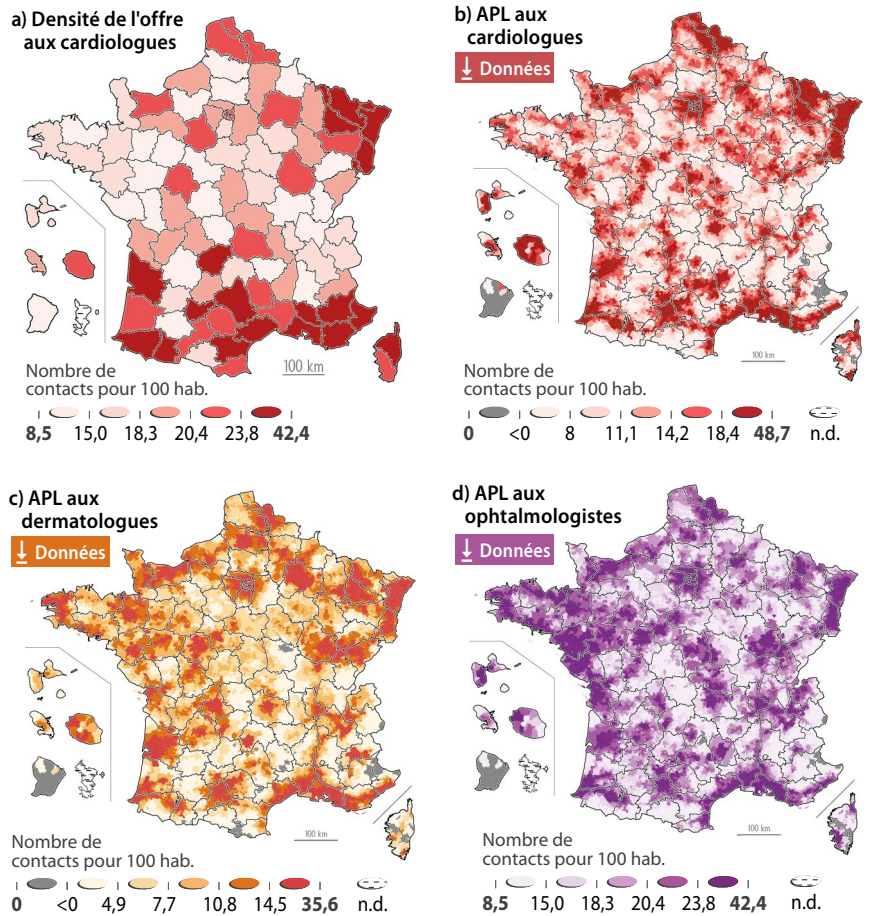 a) Densité de l'offre
aux cardiologues
100 km
Nombre de
contacts pour 100 hab.
8,5 15,0 18,3 20,4 23,8 42,4
b) APL aux
cardiologues
Données
100 km
Nombre de
contacts pour 100 hab.
0 <0 8 11,1 14,2 18,4 48,7 n.d.
c) APL aux
dermatologues
Données
100 km
Nombre de
contacts pour 100 hab.
0 <0 4,9 7,7 10,8 14,5 35,6 n.d.
d) APL aux
ophtalmologistes
Données
100 km
Nombre de
contacts pour 100 hab.
8,5 15,0 18,3 20,4 23,8 42,4 n.d.